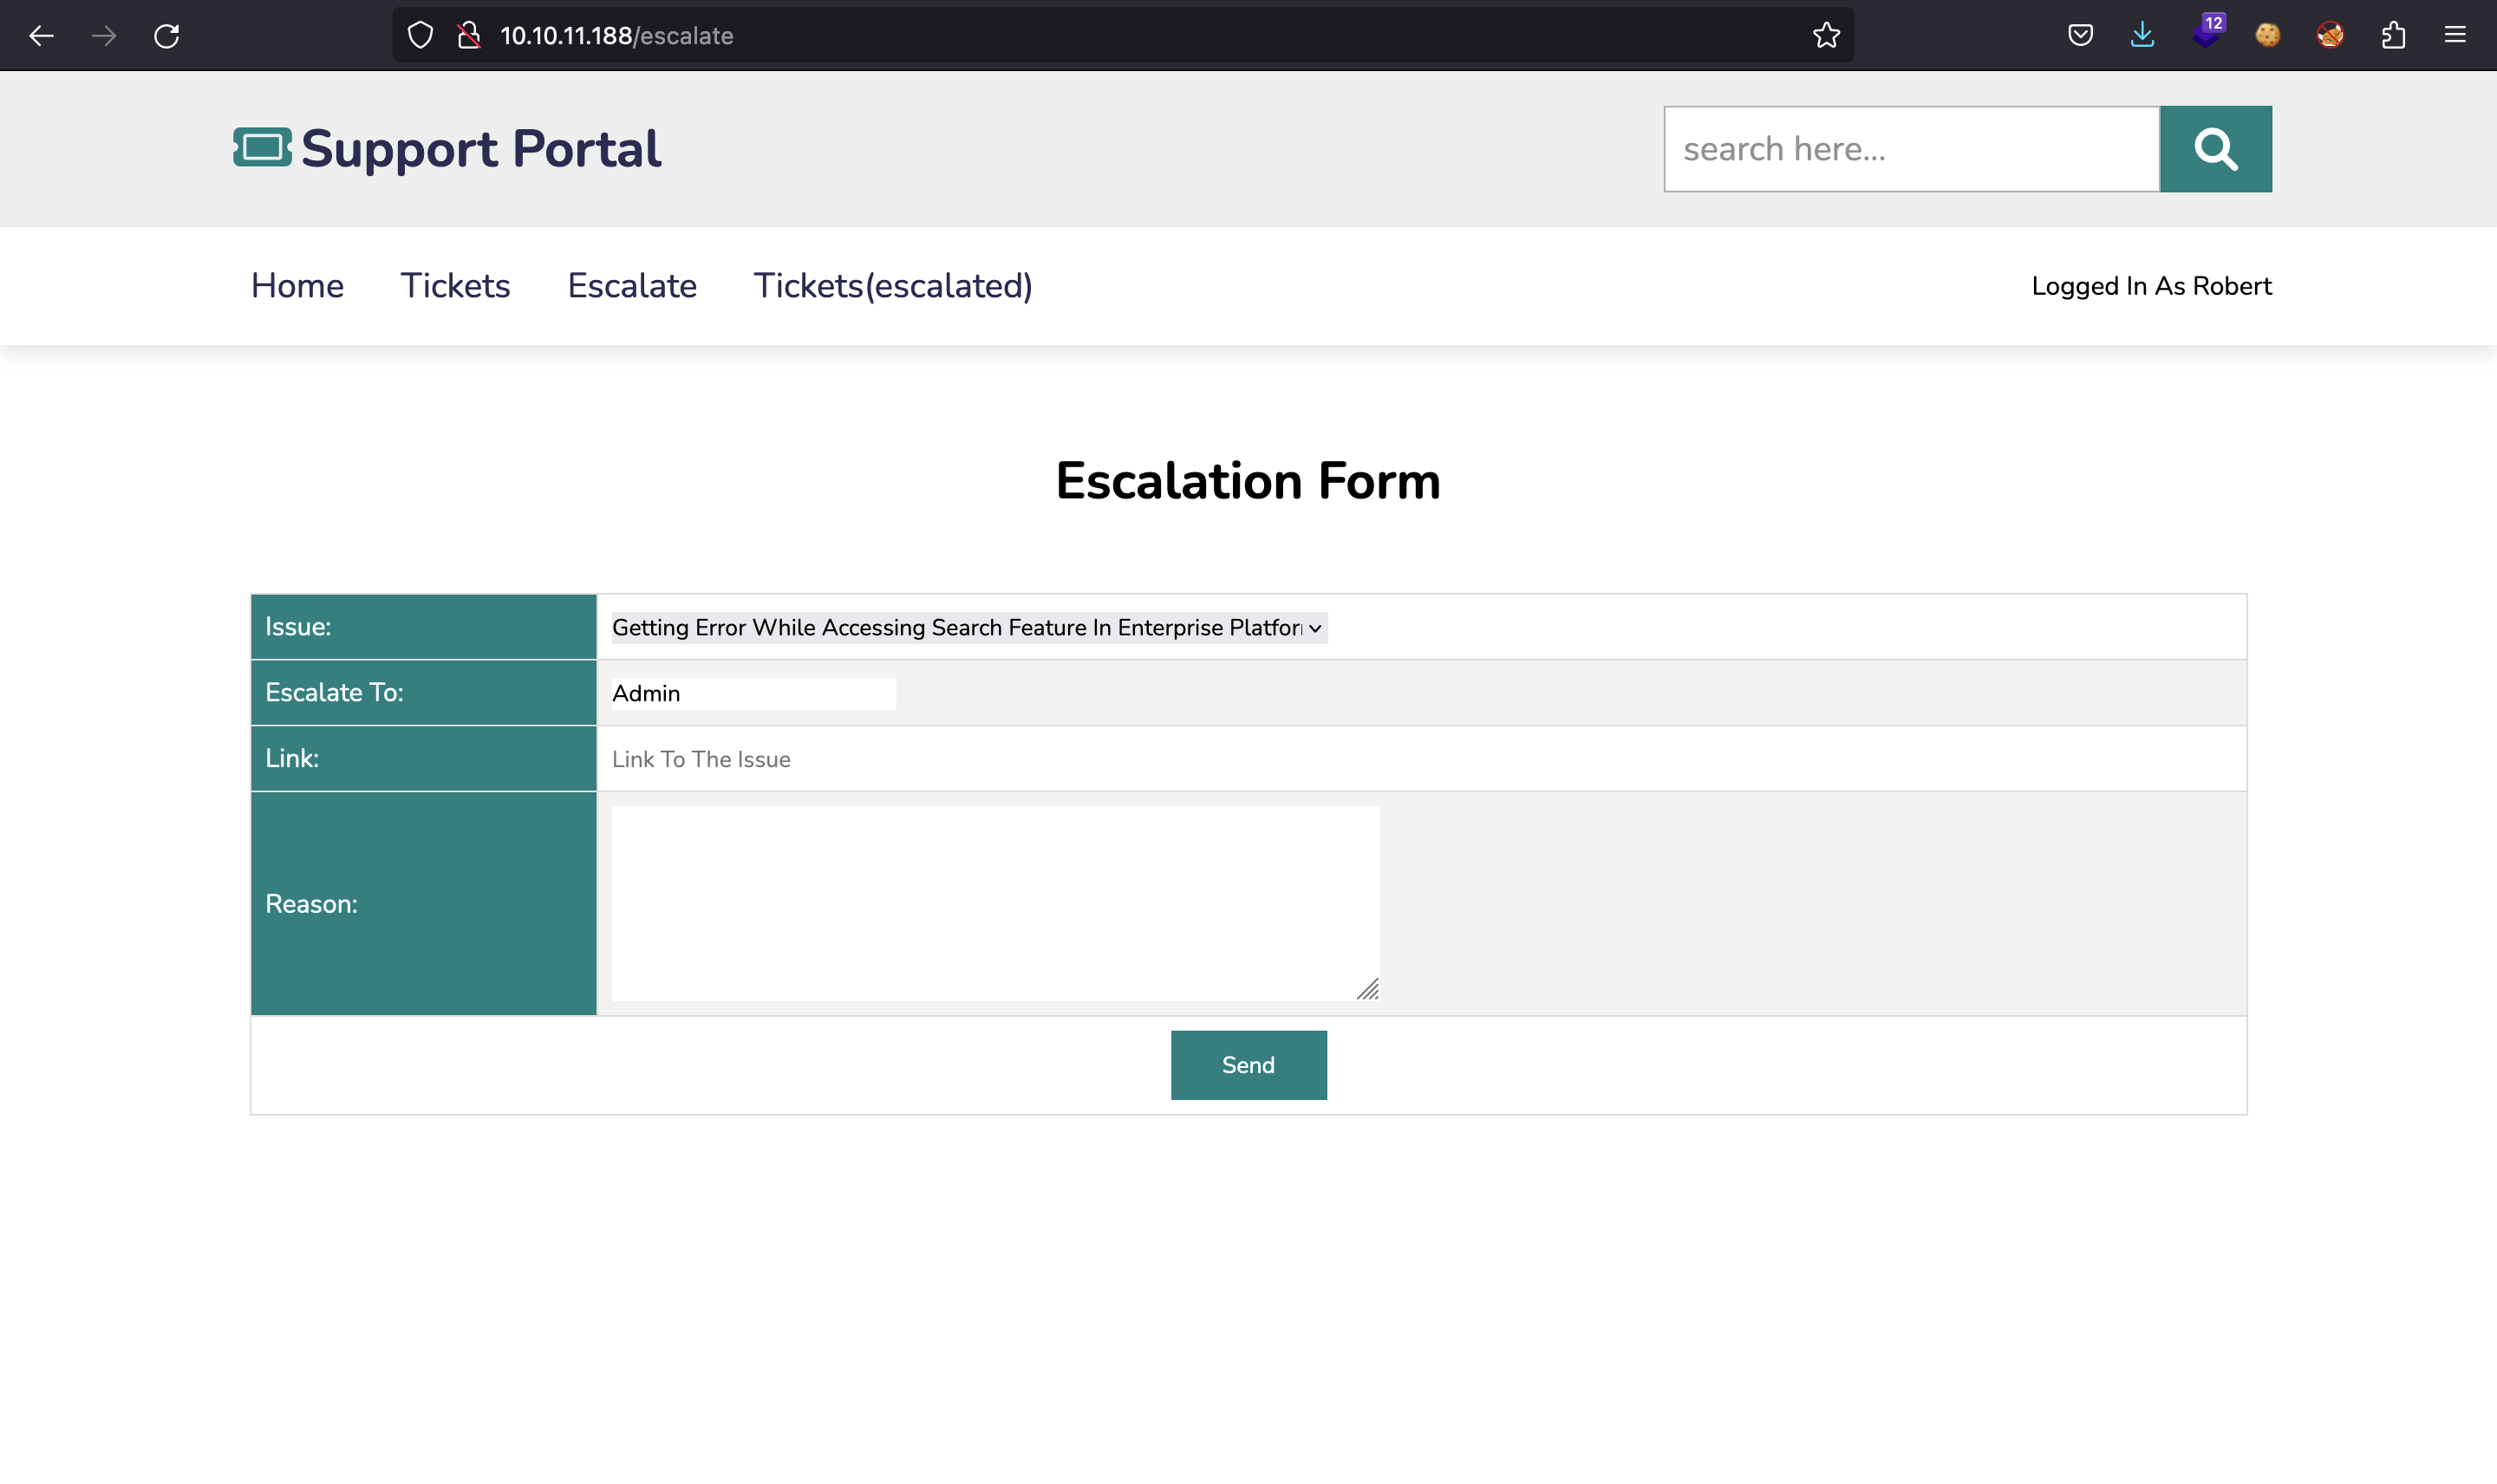 10.10.11.188/escalate
12
Support Portal
search here...
Home Tickets Escalate Tickets(escalated) Logged In As Robert
Escalation Form
Issue: Getting Error While Accessing Search Feature In Enterprise
Escalate To: Admin
Link: Link To The Issue
Reason:
Send